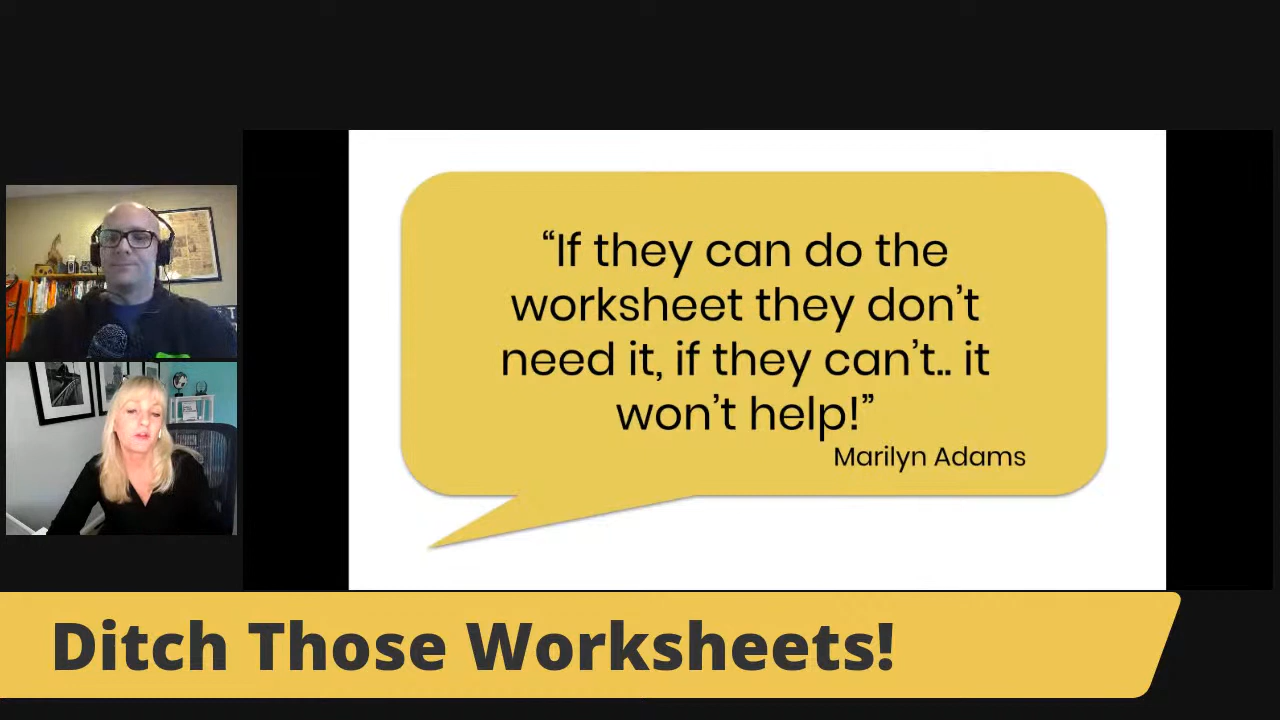 “If they can do the
worksheet they don’t
need it, if they can’t.. it
won’t help!”
Marilyn Adams
Ditch Those Worksheets!